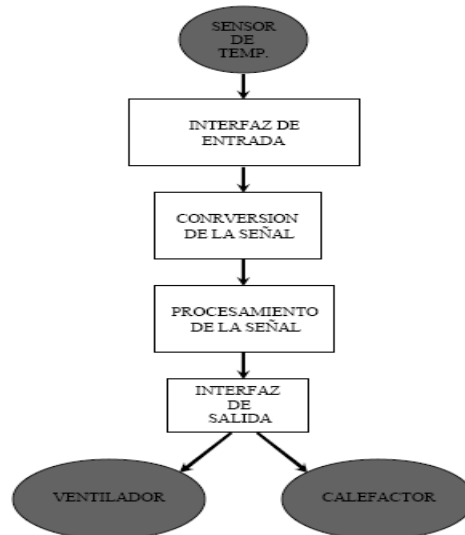 SENSOR
DE
TEMP.
INTERFAZ DE
ENTRADA
CONRVERSION
DE LA SEÑAL
PROCESAMIENTO
DE LA SEÑAL
INTERFAZ
DE
SALIDA
VENTILADOR
CALEFACTOR